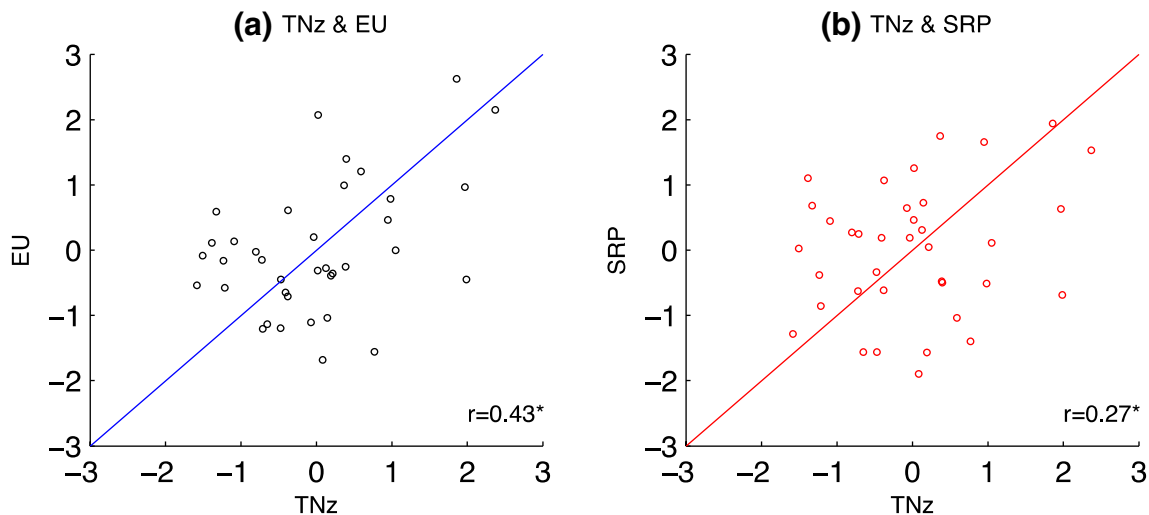 (a) TNz & EU
3
2
1
0
−1
−2
−3
−3 −2 −1 0 1 2 3
EU
TNz
r=0.43*
(b) TNz & SRP
3
2
1
0
−1
−2
−3
−3 −2 −1 0 1 2 3
SRP
TNz
r=0.27*